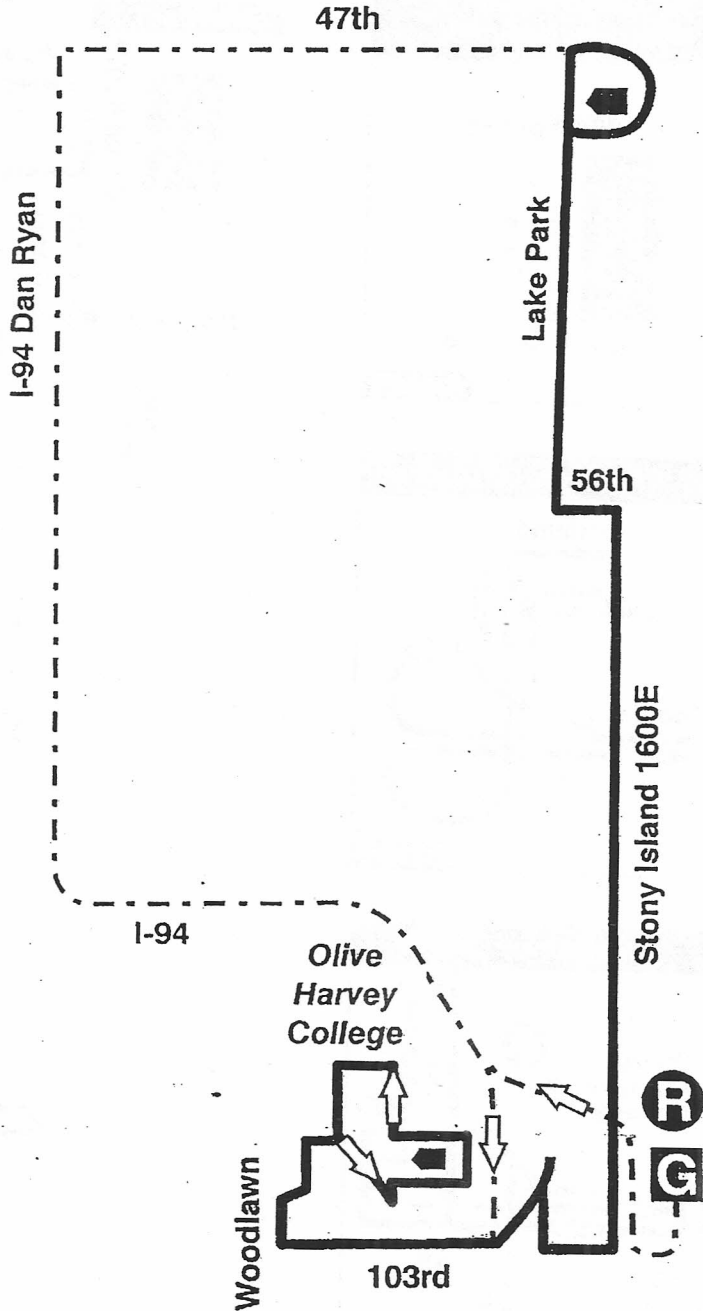 47th
I-94 Dan Ryan
Lake Park
56th
Stony Island 1600E
I-94
Olive
Harvey
College
R
G
Woodlawn
103rd